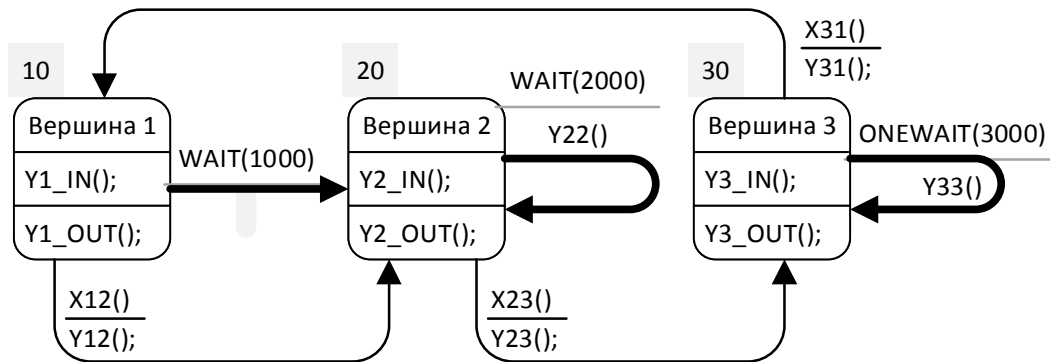 X31()
Y31();
10
20
30
WAIT(2000)
Вершина 1
Вершина 2
Y22()
Вершина 3
ONEWAIT(3000)
WAIT(1000)
Y1_IN();
Y2_IN();
Y3_IN();
Y33()
Y1_OUT();
Y2_OUT();
Y3_OUT();
X12()
Y12();
X23()
Y23();